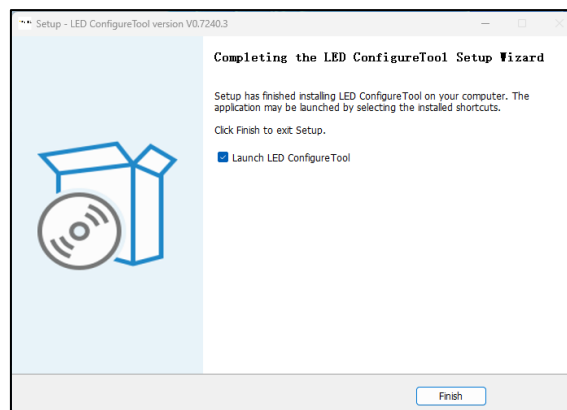 Setup - LED ConfigureTool version V0.7240.3
Completing the LED ConfigureTool Setup Wizard
Setup has finished installing LED ConfigureTool on your computer. The
application may be launched by selecting the installed shortcuts.
Click Finish to exit Setup.
Launch LED ConfigureTool
Finish